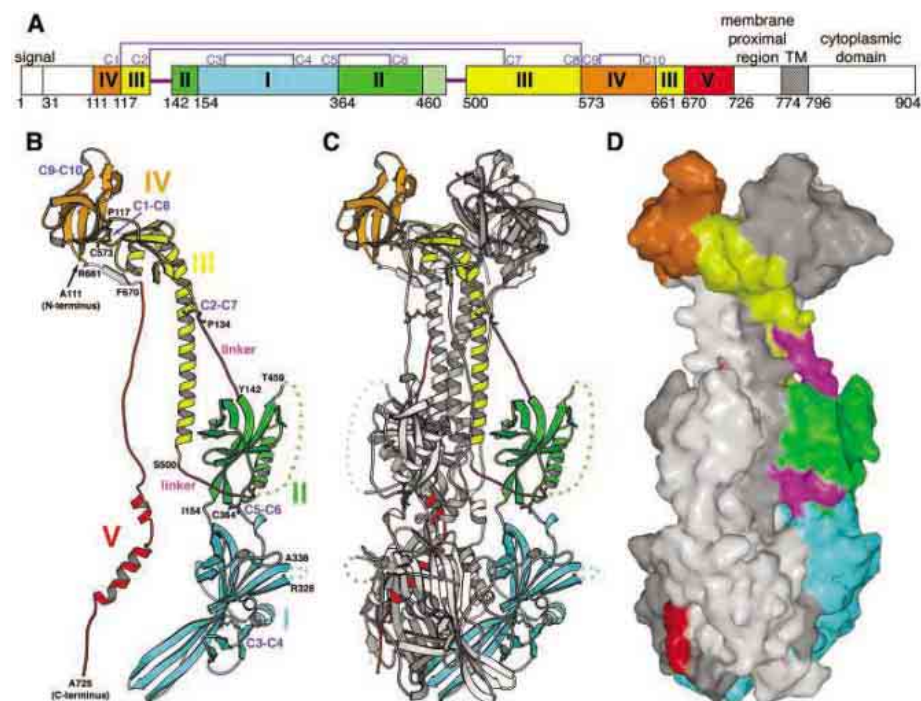 A
membrane
proximal
region
cytoplasmic
domain
TM
signal
C1 C2 C3 C4 C5 C6 C7 C8 C9 C10
IV III II I II III IV III V
1 31 111 117 142 154 364 460 500 573 661 670 726 774 796 904
B
C9-C10
IV
P117
C1-C8
C573
III
R661
A111
(N-terminus)
F670
C2-C7
P134
linker
T459
Y142
S500
linker
II
I154
C364
C5-C6
V
A338
R328
I
C3-C4
A725
(C-terminus)
C
D